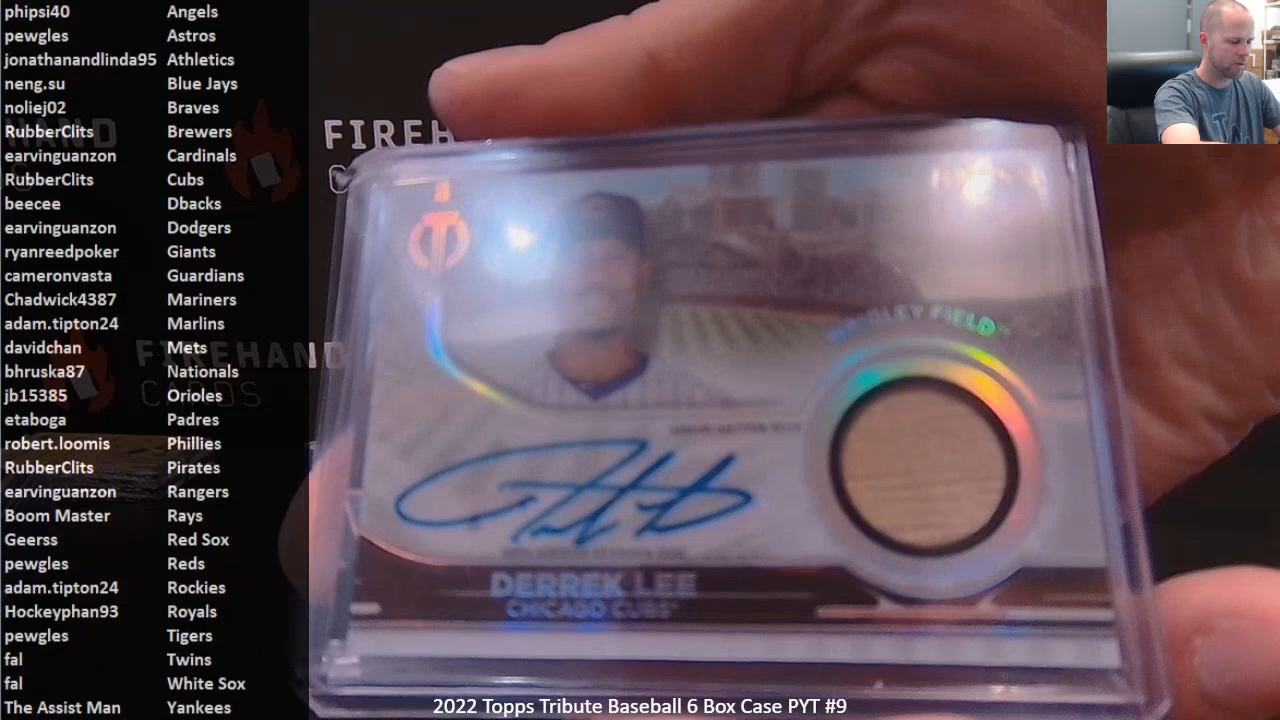 phipsi40 Angels
pewgles Astros
jonathanandlinda95 Athletics
neng.su Blue Jays
noliej02 Braves
RubberClits Brewers
earvinguanzon Cardinals
RubberClits Cubs
beecee Dbacks
earvinguanzon Dodgers
ryanreedpoker Giants
cameronvasta Guardians
Chadwick4387 Mariners
adam.tipton24 Marlins
davidchan Mets
bhruska87 Nationals
jb15385 Orioles
etaboga Padres
robert.loomis Phillies
RubberClits Pirates
earvinguanzon Rangers
Boom Master Rays
Geerss Red Sox
pewgles Reds
adam.tipton24 Rockies
Hockeyphan93 Royals
pewgles Tigers
fal Twins
fal White Sox
The Assist Man Yankees
FIREH
FIREHAND
CARDS
WRIGLEY FIELD™
DERREK LEE
CHICAGO CUBS®
2022 Topps Tribute Baseball 6 Box Case PYT #9